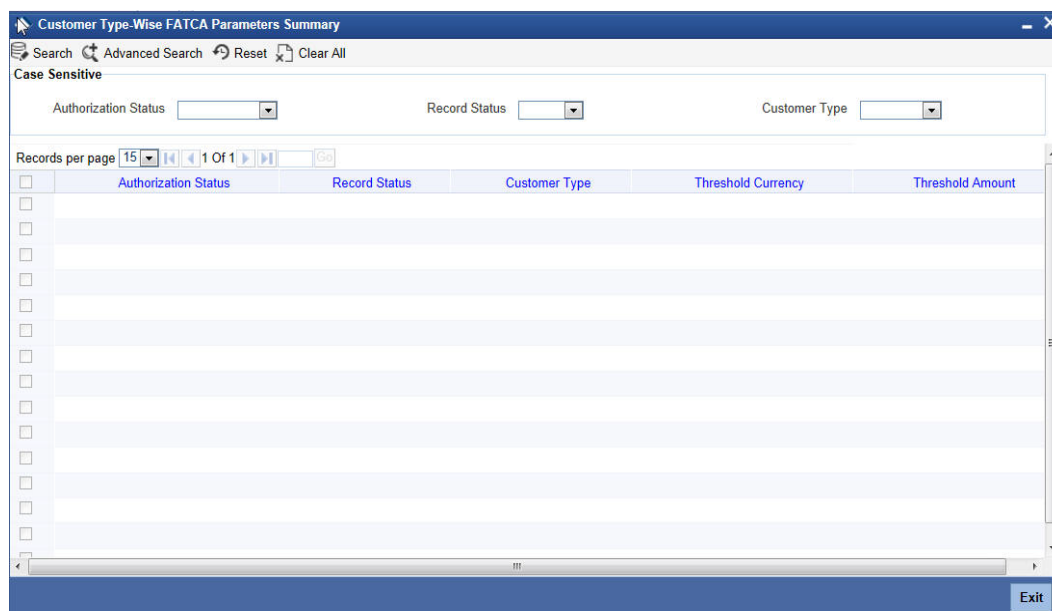 Customer Type-Wise FATCA Parameters Summary
Search Advanced Search Reset Clear All
Case Sensitive
Authorization Status Record Status Customer Type
Records per page 15 1 Of 1 Go
Authorization Status Record Status Customer Type Threshold Currency Threshold Amount
Exit